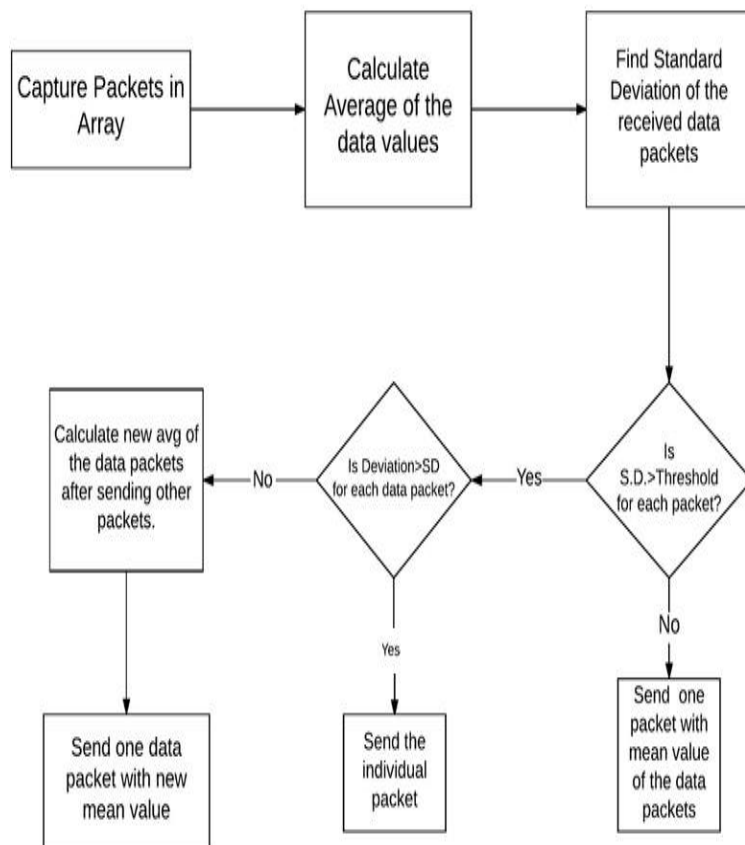 Capture Packets in
Array
Calculate
Average of the
data values
Find Standard
Deviation of the
received data
packets
Is
S.D.>Threshold
for each packet?
Yes
No
Is Deviation>SD
for each data packet?
No
Yes
Calculate new avg of
the data packets
after sending other
packets.
Send one data
packet with new
mean value
Send the
individual
packet
Send one
packet with
mean value
of the data
packets